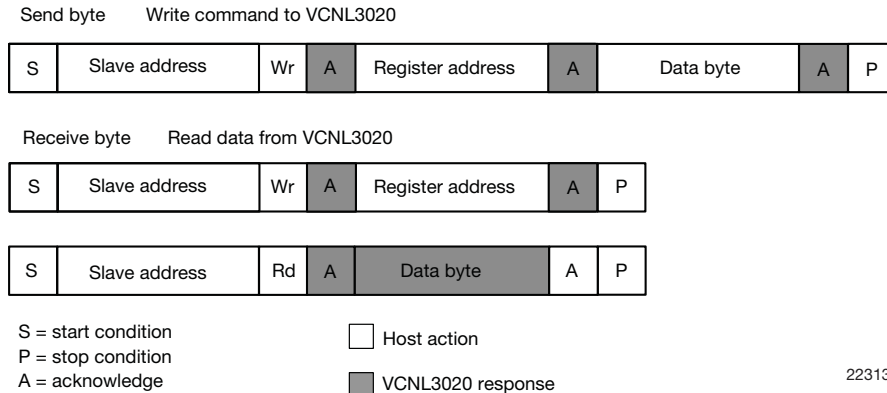 Send byte Write command to VCNL3020
S Slave address Wr A Register address A Data byte A P
Receive byte Read data from VCNL3020
S Slave address Wr A Register address A P
S Slave address Rd A Data byte A P
S = start condition
P = stop condition
A = acknowledge
Host action
VCNL3020 response
22313